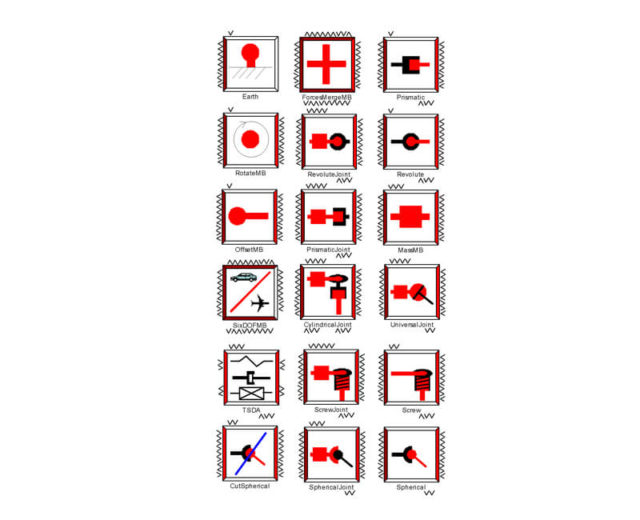 Earth ForcesMergeMB Prismatic
RotateMB RevoluteJoint Revolute
OffsetMB PrismaticJoint MassMB
SixDOFMB CylindricalJoint UniversalJoint
TSDA ScrewJoint Screw
CutSpherical SphericalJoint Spherical